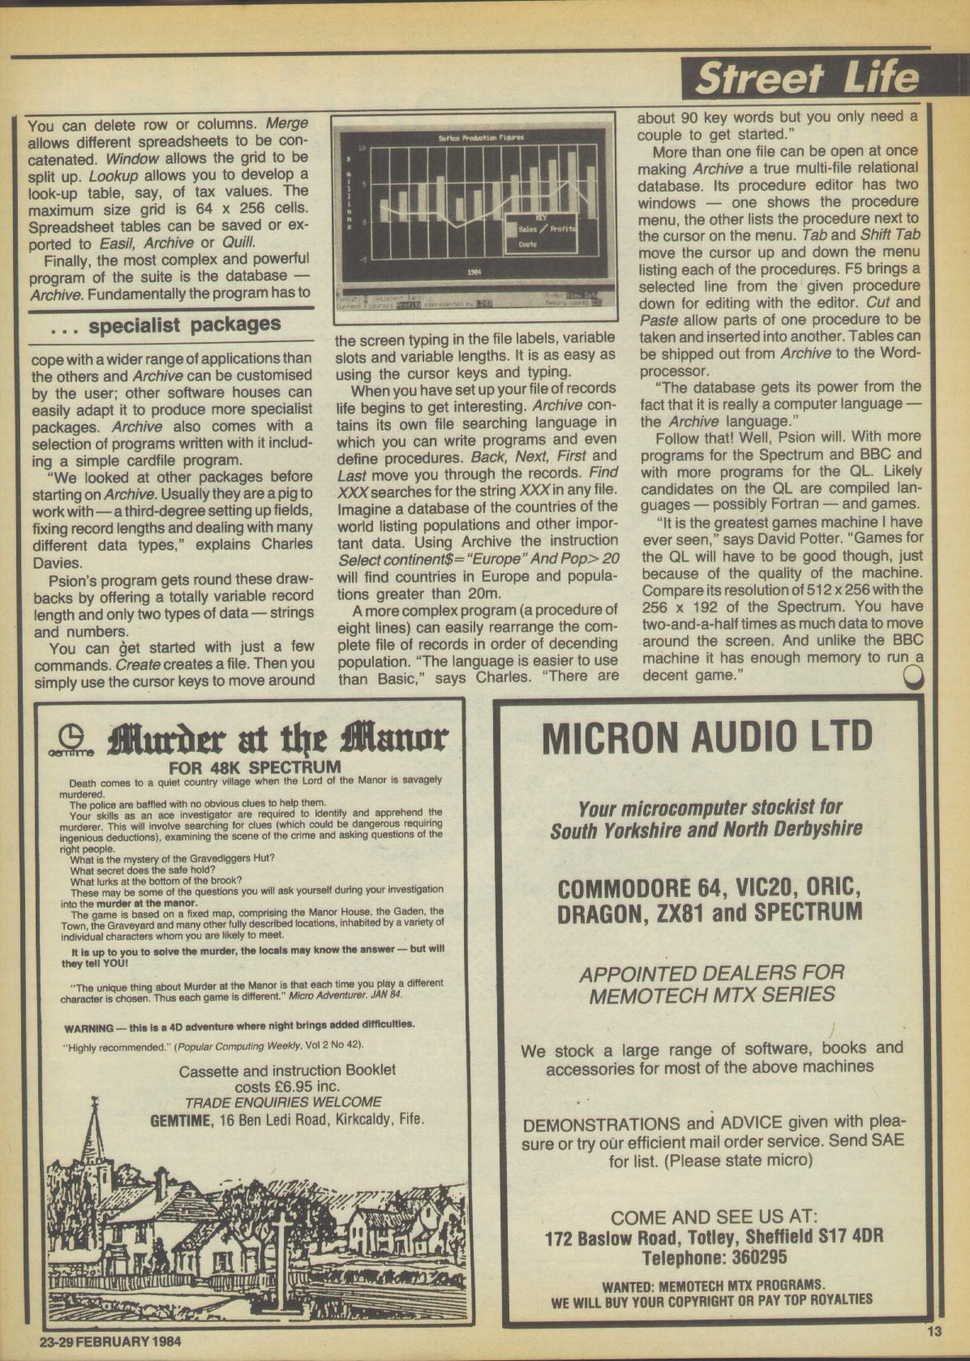 Street Life
You can delete row or columns. Merge
allows different spreadsheets to be con-
catenated. Window allows the grid to be
split up. Lookup allows you to develop a
look-up table, say, of tax values. The
maximum size grid is 64 x 256 cells.
Spreadsheet tables can be saved or ex-
ported to Easil, Archive or Quill.
Finally, the most complex and powerful
program of the suite is the database —
Archive. Fundamentally the program has to
... specialist packages
cope with a wider range of applications than
the others and Archive can be customised
by the user; other software houses can
easily adapt it to produce more specialist
packages. Archive also comes with a
selection of programs written with it includ-
ing a simple cardfile program.
"We looked at other packages before
starting on Archive. Usually they are a pig to
work with — a third-degree setting up fields,
fixing record lengths and dealing with many
different data types," explains Charles
Davies.
Psion's program gets round these draw-
backs by offering a totally variable record
length and only two types of data — strings
and numbers.
You can get started with just a few
commands. Create creates a file. Then you
simply use the cursor keys to move around
Softco Production Figures
10
5
0
-5
KEY
Sales / Profits
Costs
1984
the screen typing in the file labels, variable
slots and variable lengths. It is as easy as
using the cursor keys and typing.
When you have set up your file of records
life begins to get interesting. Archive con-
tains its own file searching language in
which you can write programs and even
define procedures. Back, Next, First and
Last move you through the records. Find
XXX searches for the string XXX in any file.
Imagine a database of the countries of the
world listing populations and other impor-
tant data. Using Archive the instruction
Select continent$= "Europe" And Pop> 20
will find countries in Europe and popula-
tions greater than 20m.
A more complex program (a procedure of
eight lines) can easily rearrange the com-
plete file of records in order of decending
population. "The language is easier to use
than Basic," says Charles. "There are
about 90 key words but you only need a
couple to get started."
More than one file can be open at once
making Archive a true multi-file relational
database. Its procedure editor has two
windows — one shows the procedure
menu, the other lists the procedure next to
the cursor on the menu. Tab and Shift Tab
move the cursor up and down the menu
listing each of the procedures. F5 brings a
selected line from the given procedure
down for editing with the editor. Cut and
Paste allow parts of one procedure to be
taken and inserted into another. Tables can
be shipped out from Archive to the Word-
processor.
"The database gets its power from the
fact that it is really a computer language —
the Archive language."
Follow that! Well, Psion will. With more
programs for the Spectrum and BBC and
with more programs for the QL. Likely
candidates on the QL are compiled lan-
guages — possibly Fortran — and games.
"It is the greatest games machine I have
ever seen," says David Potter. "Games for
the QL will have to be good though, just
because of the quality of the machine.
Compare its resolution of 512 x 256 with the
256 x 192 of the Spectrum. You have
two-and-a-half times as much data to move
around the screen. And unlike the BBC
machine it has enough memory to run a
decent game."
GEMTIME
Murder at the Manor
FOR 48K SPECTRUM
Death comes to a quiet country village when the Lord of the Manor is savagely
murdered.
The police are baffled with no obvious clues to help them.
Your skills as an ace investigator are required to identify and apprehend the
murderer. This will involve searching for clues (which could be dangerous requiring
ingenious deductions), examining the scene of the crime and asking questions of the
right people.
What is the mystery of the Gravediggers Hut?
What secret does the safe hold?
What lurks at the bottom of the brook?
These may be some of the questions you will ask yourself during your investigation
into the murder at the manor.
The game is based on a fixed map, comprising the Manor House, the Gaden, the
Town, the Graveyard and many other fully described locations, inhabited by a variety of
individual characters whom you are likely to meet.
It is up to you to solve the murder, the locals may know the answer — but will
they tell YOU!
"The unique thing about Murder at the Manor is that each time you play a different
character is chosen. Thus each game is different." Micro Adventurer. JAN 84.
WARNING — this is a 4D adventure where night brings added difficulties.
"Highly recommended." (Popular Computing Weekly, Vol 2 No 42).
Cassette and instruction Booklet
costs £6.95 inc.
TRADE ENQUIRIES WELCOME
GEMTIME, 16 Ben Ledi Road, Kirkcaldy, Fife.
MICRON AUDIO LTD
Your microcomputer stockist for
South Yorkshire and North Derbyshire
COMMODORE 64, VIC20, ORIC,
DRAGON, ZX81 and SPECTRUM
APPOINTED DEALERS FOR
MEMOTECH MTX SERIES
We stock a large range of software, books and
accessories for most of the above machines
DEMONSTRATIONS and ADVICE given with plea-
sure or try our efficient mail order service. Send SAE
for list. (Please state micro)
COME AND SEE US AT:
172 Baslow Road, Totley, Sheffield S17 4DR
Telephone: 360295
WANTED: MEMOTECH MTX PROGRAMS.
WE WILL BUY YOUR COPYRIGHT OR PAY TOP ROYALTIES
23-29 FEBRUARY 1984
13